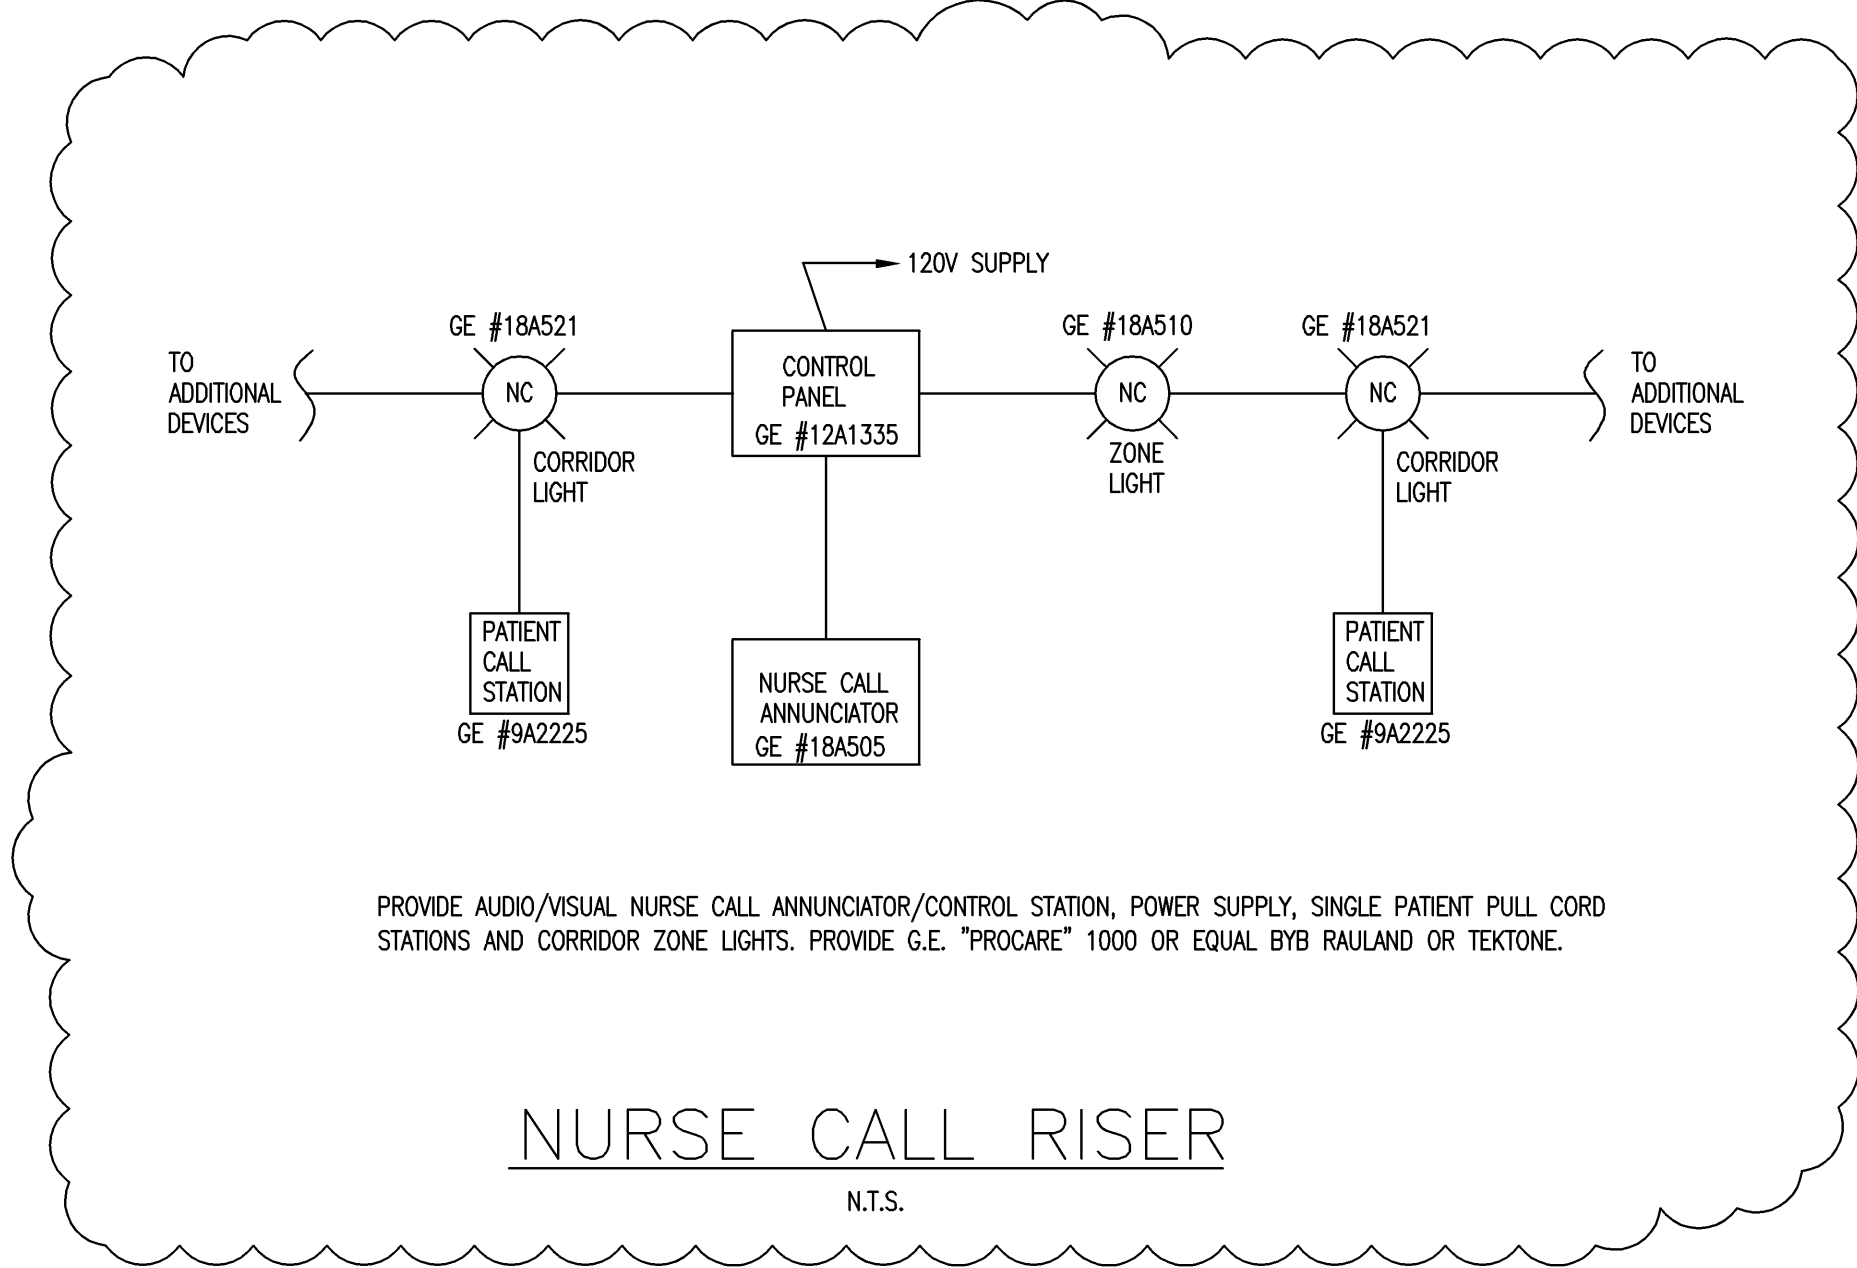 120V SUPPLY
GE #18A521
GE #18A510
GE #18A521
TO
ADDITIONAL
DEVICES
NC
CORRIDOR
LIGHT
CONTROL
PANEL
GE #12A1335
NC
ZONE
LIGHT
NC
CORRIDOR
LIGHT
TO
ADDITIONAL
DEVICES
PATIENT
CALL
STATION
GE #9A2225
NURSE CALL
ANNUNCIATOR
GE #18A505
PATIENT
CALL
STATION
GE #9A2225
PROVIDE AUDIO/VISUAL NURSE CALL ANNUNCIATOR/CONTROL STATION, POWER SUPPLY, SINGLE PATIENT PULL CORD
STATIONS AND CORRIDOR ZONE LIGHTS. PROVIDE G.E. "PROCARE" 1000 OR EQUAL BYB RAULAND OR TEKTONE.
NURSE CALL RISER
N.T.S.